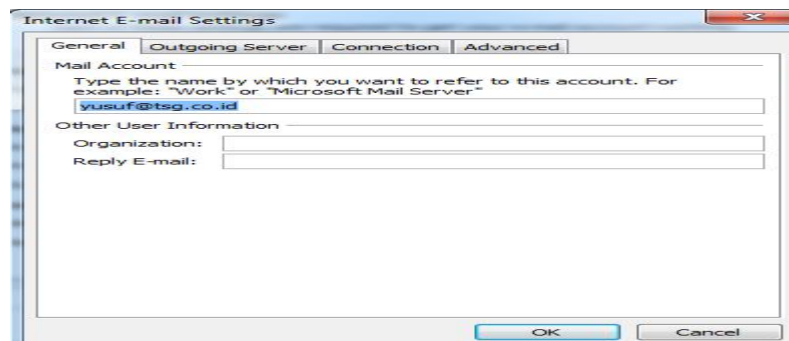 Internet E-mail Settings
General Outgoing Server Connection Advanced
Mail Account
Type the name by which you want to refer to this account. For
example: "Work" or "Microsoft Mail Server"
yusuf@tsg.co.id
Other User Information
Organization:
Reply E-mail:
OK Cancel